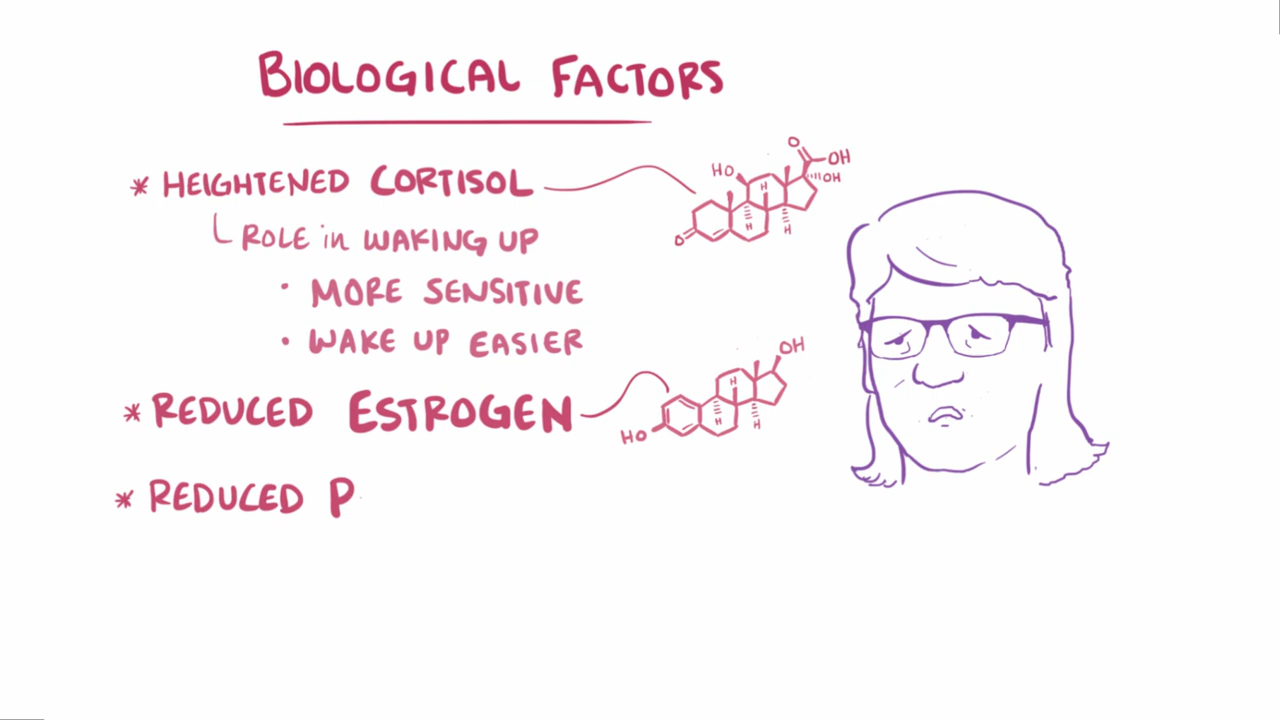 BIOLOGICAL FACTORS
* HEIGHTENED CORTISOL
ROLE in WAKING UP
• MORE SENSITIVE
• WAKE UP EASIER
* REDUCED ESTROGEN
* REDUCED P
O
OH
HO
OH
H
H
H
O
OH
H
H
H
HO